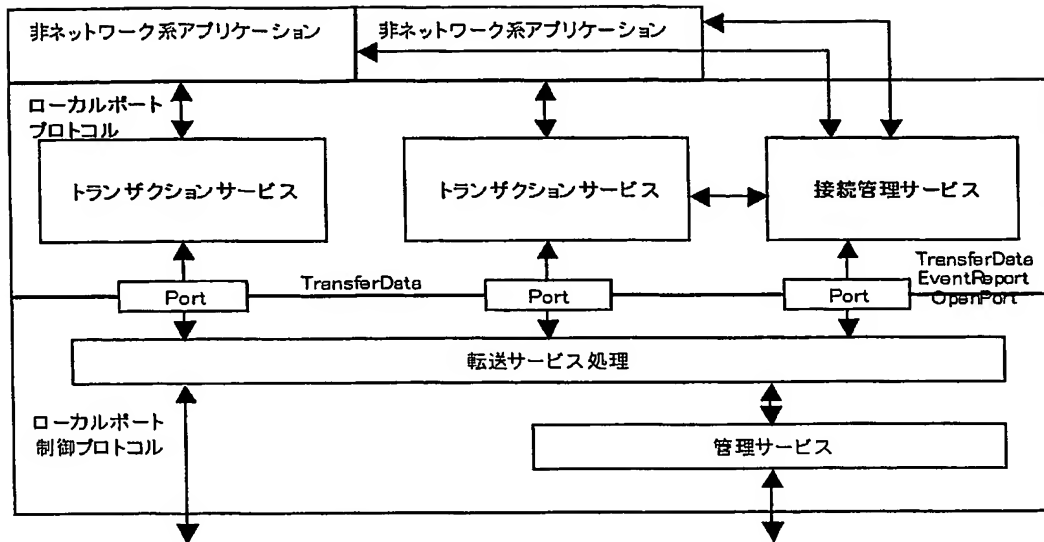 非ネットワーク系アプリケーション
非ネットワーク系アプリケーション
ローカルポート
プロトコル
トランザクションサービス
トランザクションサービス
接続管理サービス
TransferData
EventReport
OpenPort
Port
TransferData
Port
Port
転送サービス処理
ローカルポート
制御プロトコル
管理サービス